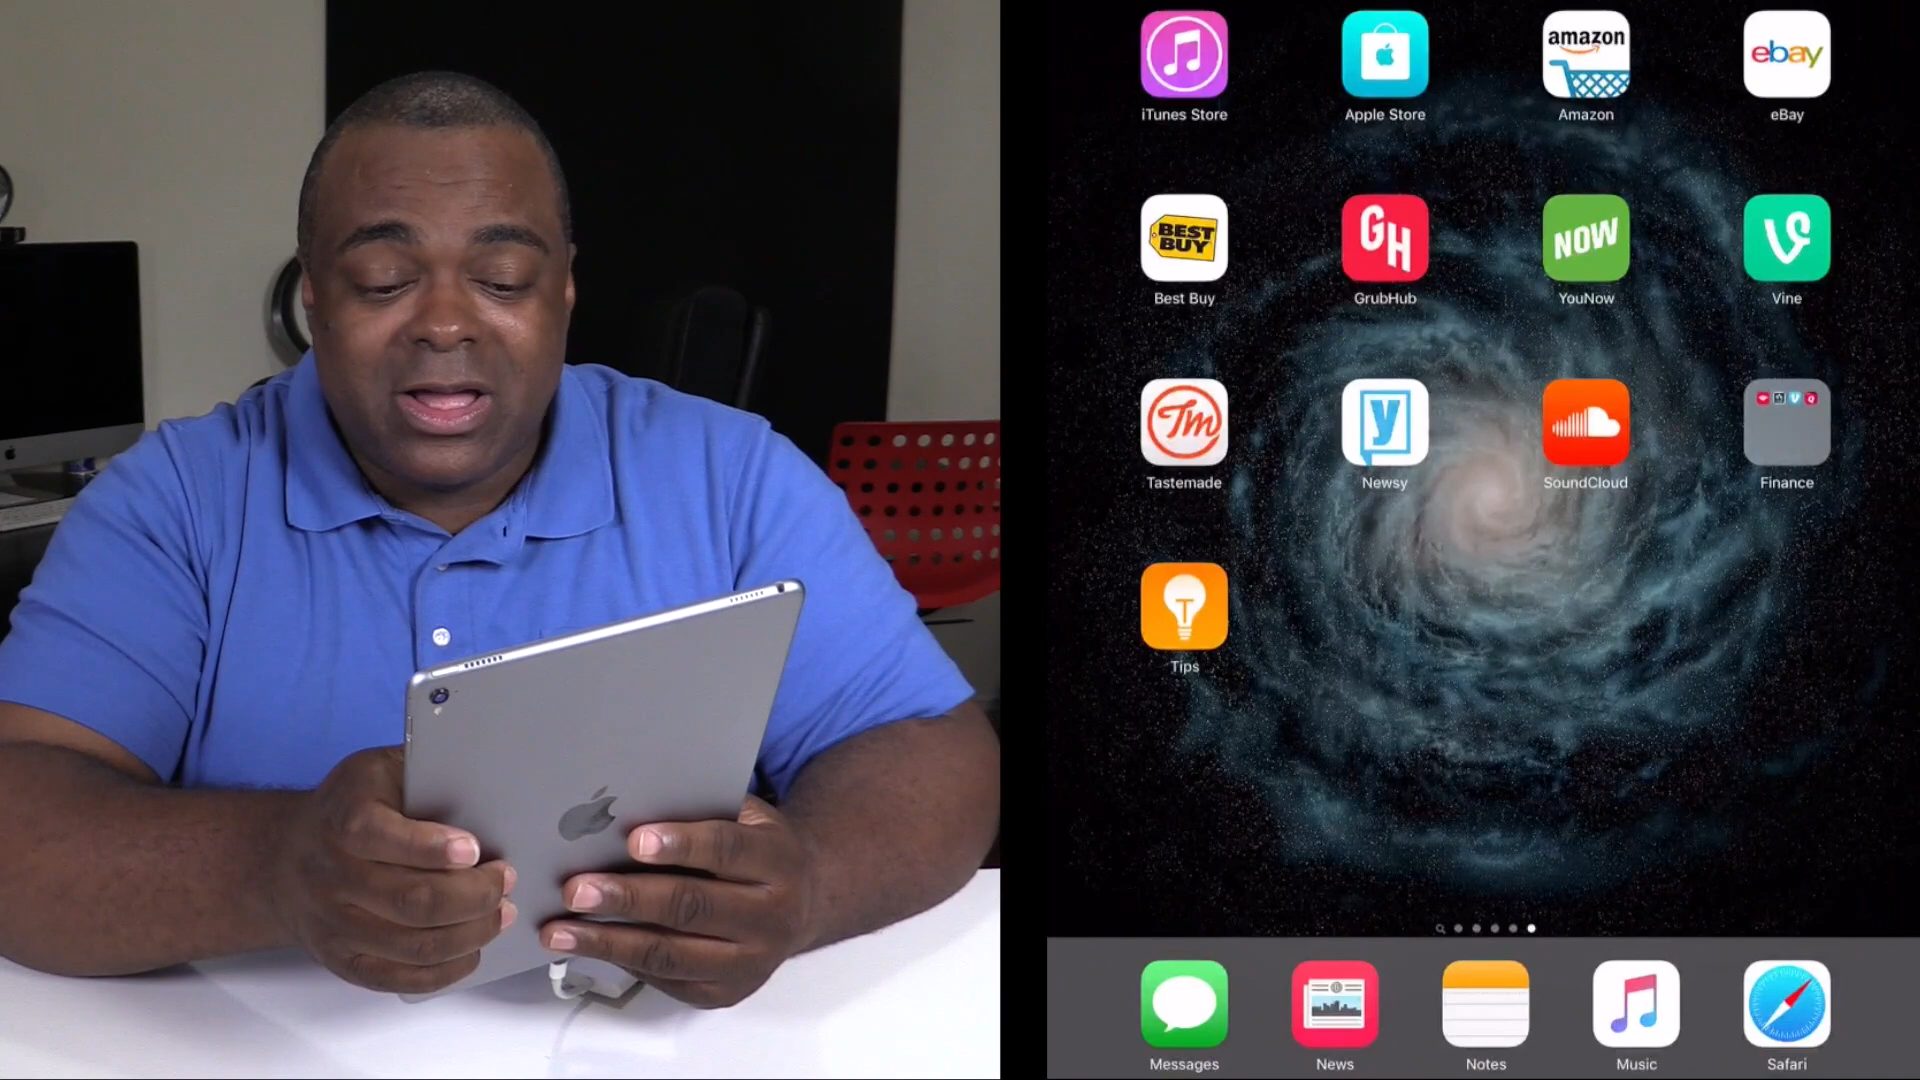 amazon
ebay
iTunes Store
Apple Store
Amazon
eBay
BEST
BUY
GH
NOW
Best Buy
GrubHub
YouNow
Vine
Tm
y
Tastemade
Newsy
SoundCloud
Finance
T
Tips
Messages
News
Notes
Music
Safari